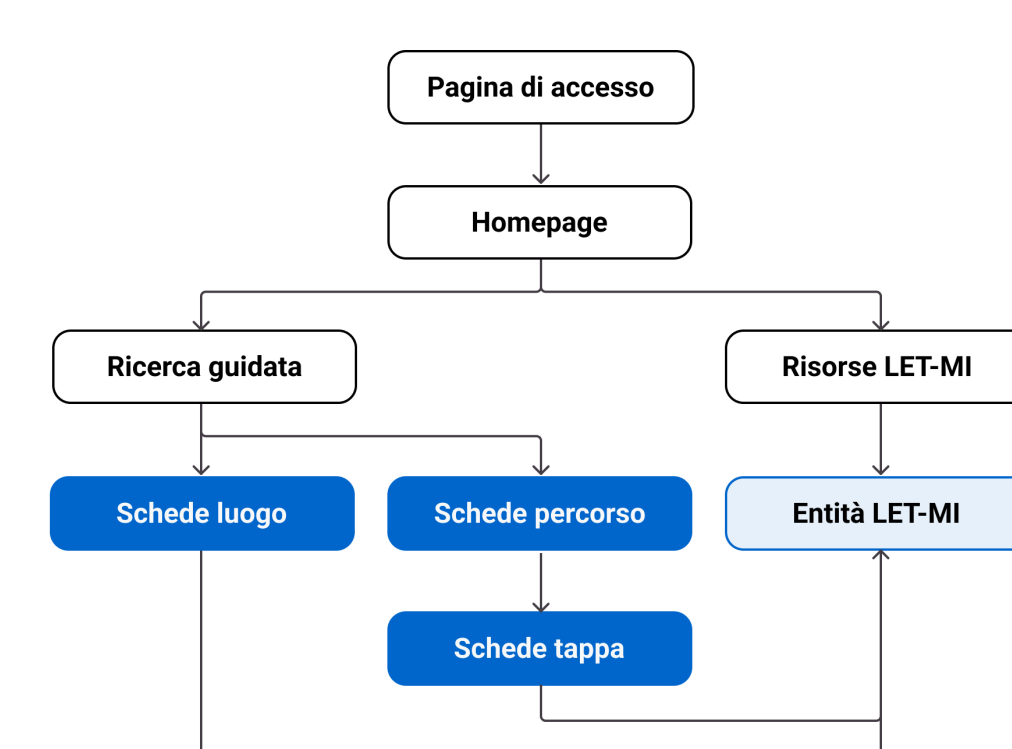 Pagina di accesso
Homepage
Ricerca guidata
Risorse LET-MI
Schede luogo
Schede percorso
Entità LET-MI
Schede tappa